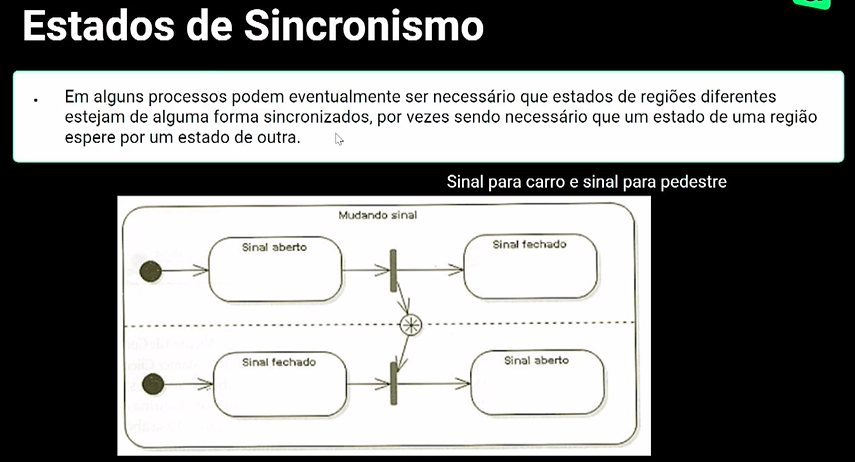 Estados de Sincronismo
• Em alguns processos podem eventualmente ser necessário que estados de regiões diferentes
estejam de alguma forma sincronizados, por vezes sendo necessário que um estado de uma região
espere por um estado de outra.
Sinal para carro e sinal para pedestre
Mudando sinal
Sinal aberto
Sinal fechado
Sinal fechado
Sinal aberto